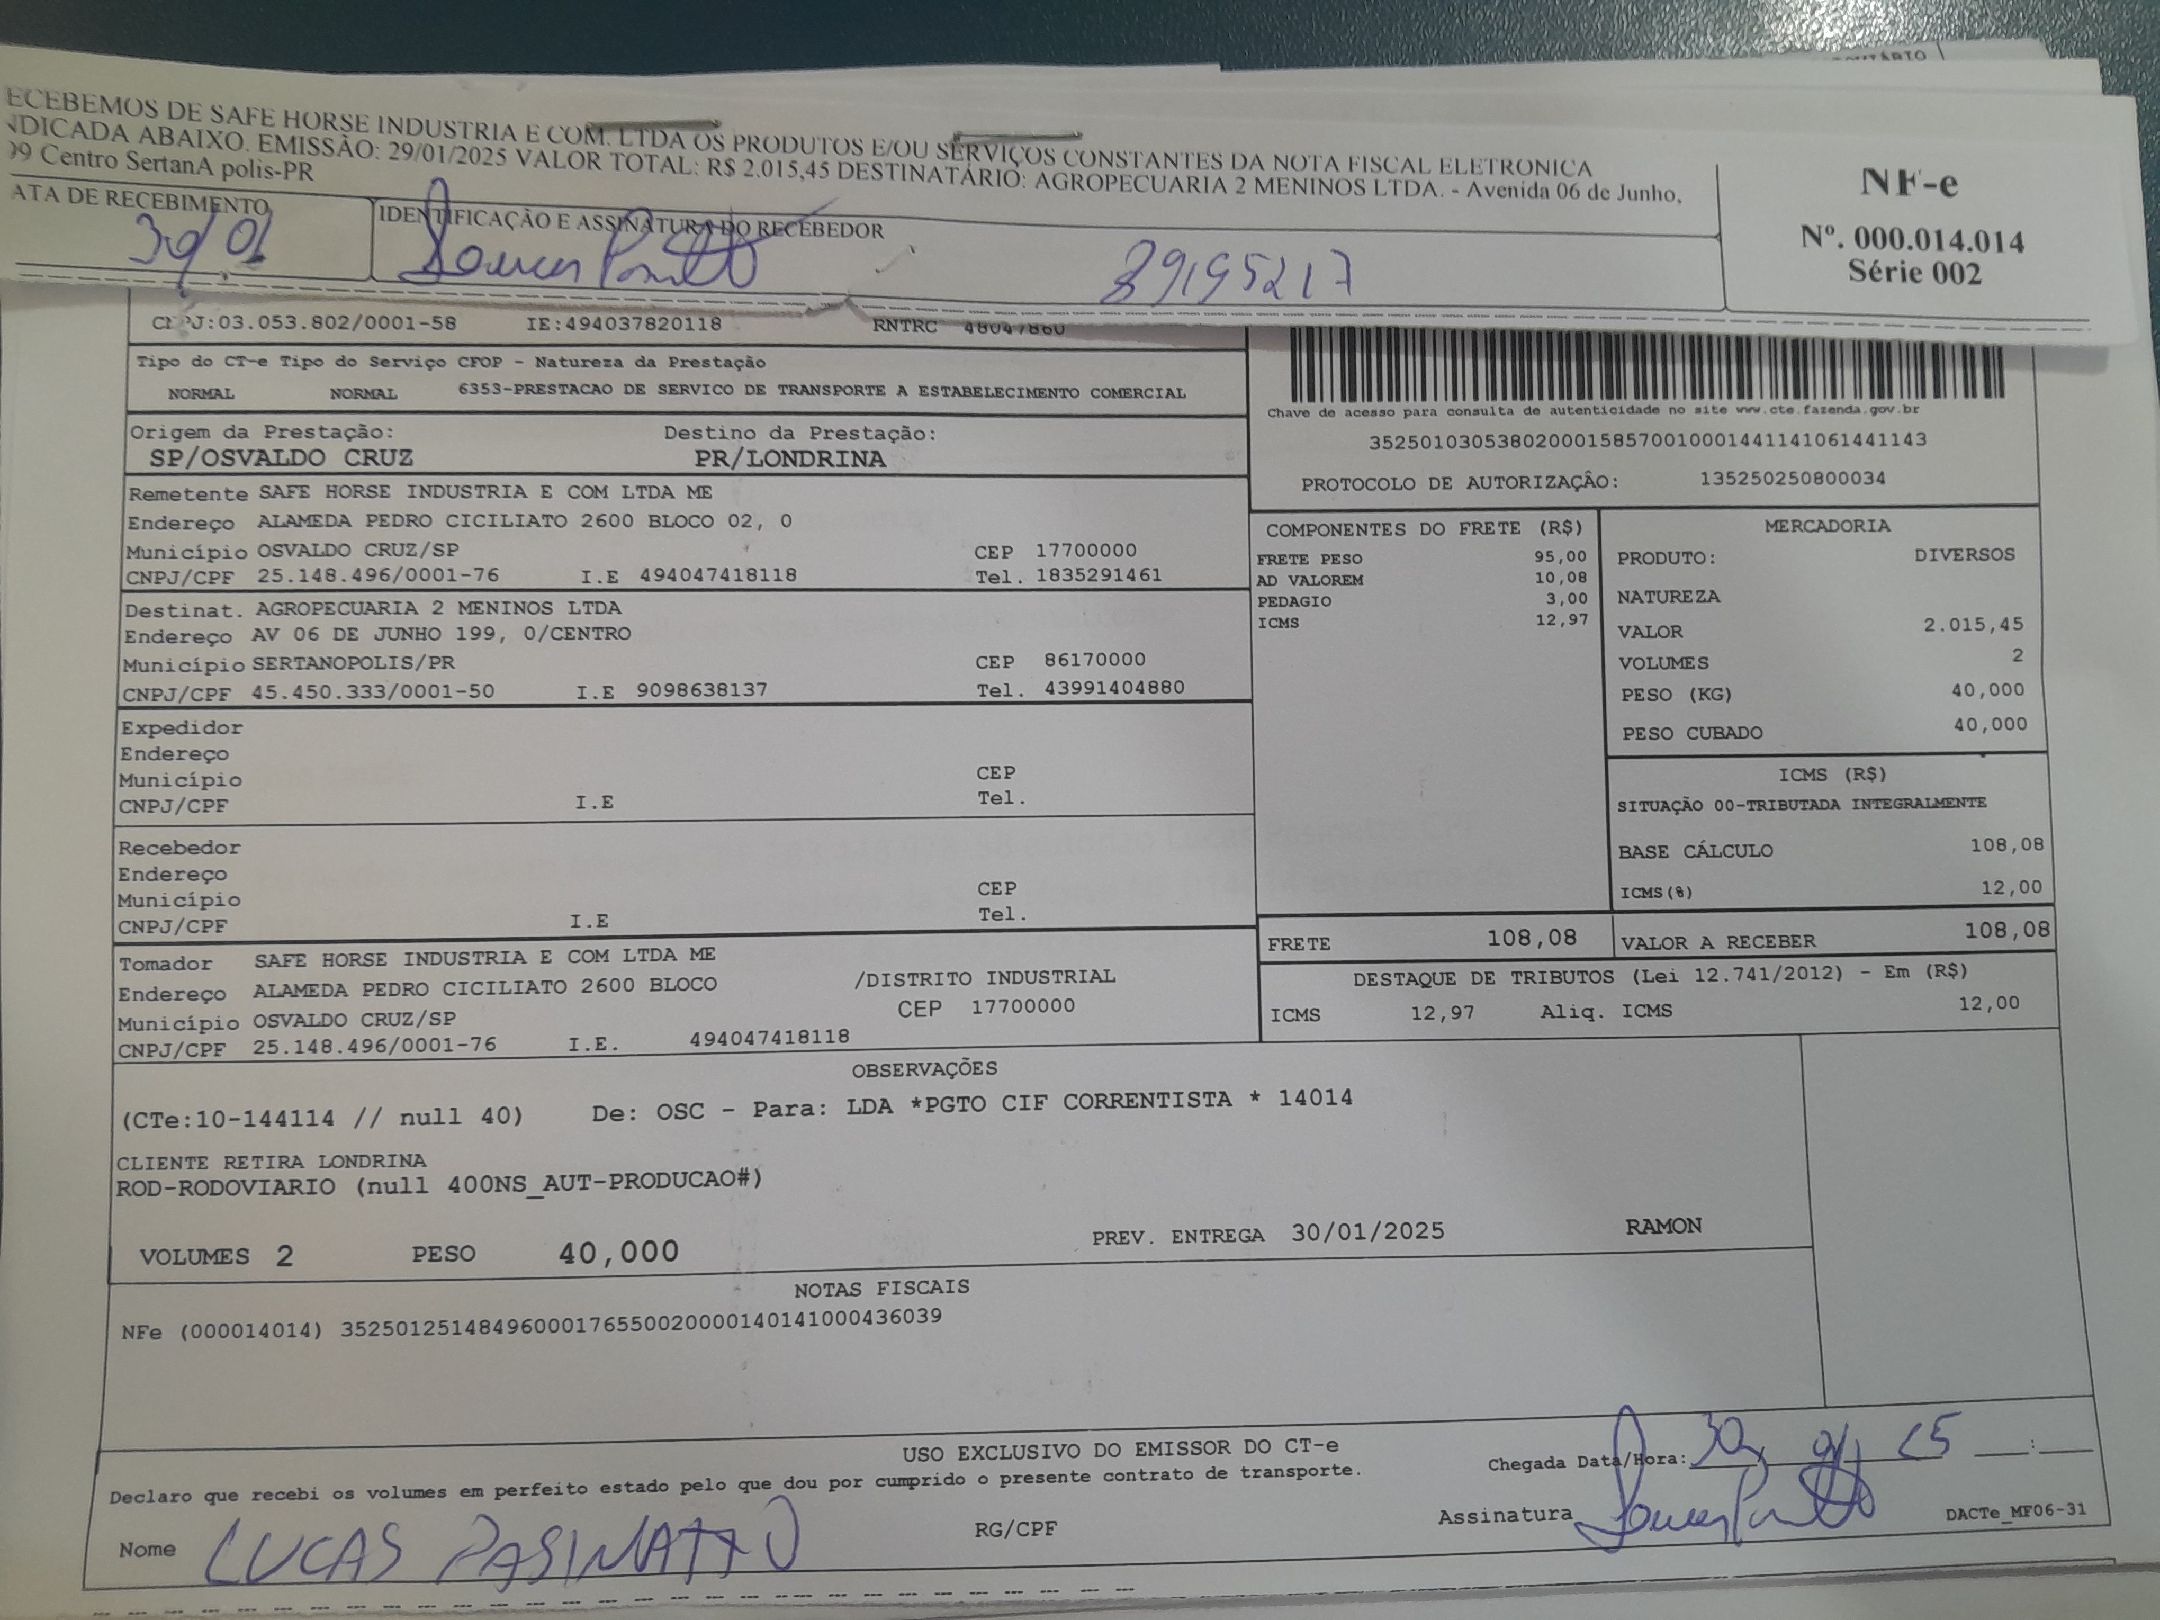 ECEBEMOS DE SAFE HORSE INDUSTRIA E COM. LTDA OS PRODUTOS E/OU SERVIÇOS CONSTANTES DA NOTA FISCAL ELETRONICA
NDICADA ABAIXO. EMISSÃO: 29/01/2025 VALOR TOTAL: R$ 2.015,45 DESTINATÁRIO: AGROPECUARIA 2 MENINOS LTDA. - Avenida 06 de Junho,
99 Centro SertanA polis-PR
ATA DE RECEBIMENTO
30/01
IDENTIFICAÇÃO E ASSINATURA DO RECEBEDOR
89195217
NF-e
Nº. 000.014.014
Série 002
CNPJ:03.053.802/0001-58 IE:494037820118 RNTRC 48047860
Tipo do CT-e Tipo do Serviço CFOP - Natureza da Prestação
NORMAL NORMAL 6353-PRESTACAO DE SERVICO DE TRANSPORTE A ESTABELECIMENTO COMERCIAL
Chave de acesso para consulta de autenticidade no site www.cte.fazenda.gov.br
35250103053802000158570010001441141061441143
PROTOCOLO DE AUTORIZAÇÃO: 135250250800034
Origem da Prestação: Destino da Prestação:
SP/OSVALDO CRUZ PR/LONDRINA
Remetente SAFE HORSE INDUSTRIA E COM LTDA ME
Endereço ALAMEDA PEDRO CICILIATO 2600 BLOCO 02, 0
Município OSVALDO CRUZ/SP CEP 17700000
CNPJ/CPF 25.148.496/0001-76 I.E 494047418118 Tel. 1835291461
Destinat. AGROPECUARIA 2 MENINOS LTDA
Endereço AV 06 DE JUNHO 199, 0/CENTRO
Município SERTANOPOLIS/PR CEP 86170000
CNPJ/CPF 45.450.333/0001-50 I.E 9098638137 Tel. 43991404880
Expedidor
Endereço
Município CEP
CNPJ/CPF I.E Tel.
Recebedor
Endereço
Município CEP
CNPJ/CPF I.E Tel.
Tomador SAFE HORSE INDUSTRIA E COM LTDA ME
Endereço ALAMEDA PEDRO CICILIATO 2600 BLOCO /DISTRITO INDUSTRIAL
Município OSVALDO CRUZ/SP CEP 17700000
CNPJ/CPF 25.148.496/0001-76 I.E. 494047418118
COMPONENTES DO FRETE (R$)
FRETE PESO 95,00
AD VALOREM 10,08
PEDAGIO 3,00
ICMS 12,97
MERCADORIA
PRODUTO: DIVERSOS
NATUREZA
VALOR 2.015,45
VOLUMES 2
PESO (KG) 40,000
PESO CUBADO 40,000
ICMS (R$)
SITUAÇÃO 00-TRIBUTADA INTEGRALMENTE
BASE CÁLCULO 108,08
ICMS(%) 12,00
FRETE 108,08 VALOR A RECEBER 108,08
DESTAQUE DE TRIBUTOS (Lei 12.741/2012) - Em (R$)
ICMS 12,97 Aliq. ICMS 12,00
OBSERVAÇÕES
(CTe:10-144114 // null 40) De: OSC - Para: LDA *PGTO CIF CORRENTISTA * 14014
CLIENTE RETIRA LONDRINA
ROD-RODOVIARIO (null 400NS_AUT-PRODUCAO#)
VOLUMES 2 PESO 40,000 PREV. ENTREGA 30/01/2025 RAMON
NOTAS FISCAIS
NFe (000014014) 35250125148496000176550020000140141000436039
USO EXCLUSIVO DO EMISSOR DO CT-e
Chegada Data/Hora: 30/01/25 ___:___
Declaro que recebi os volumes em perfeito estado pelo que dou por cumprido o presente contrato de transporte.
Nome LUCAS PASINATTO RG/CPF Assinatura DACTe_MF06-31